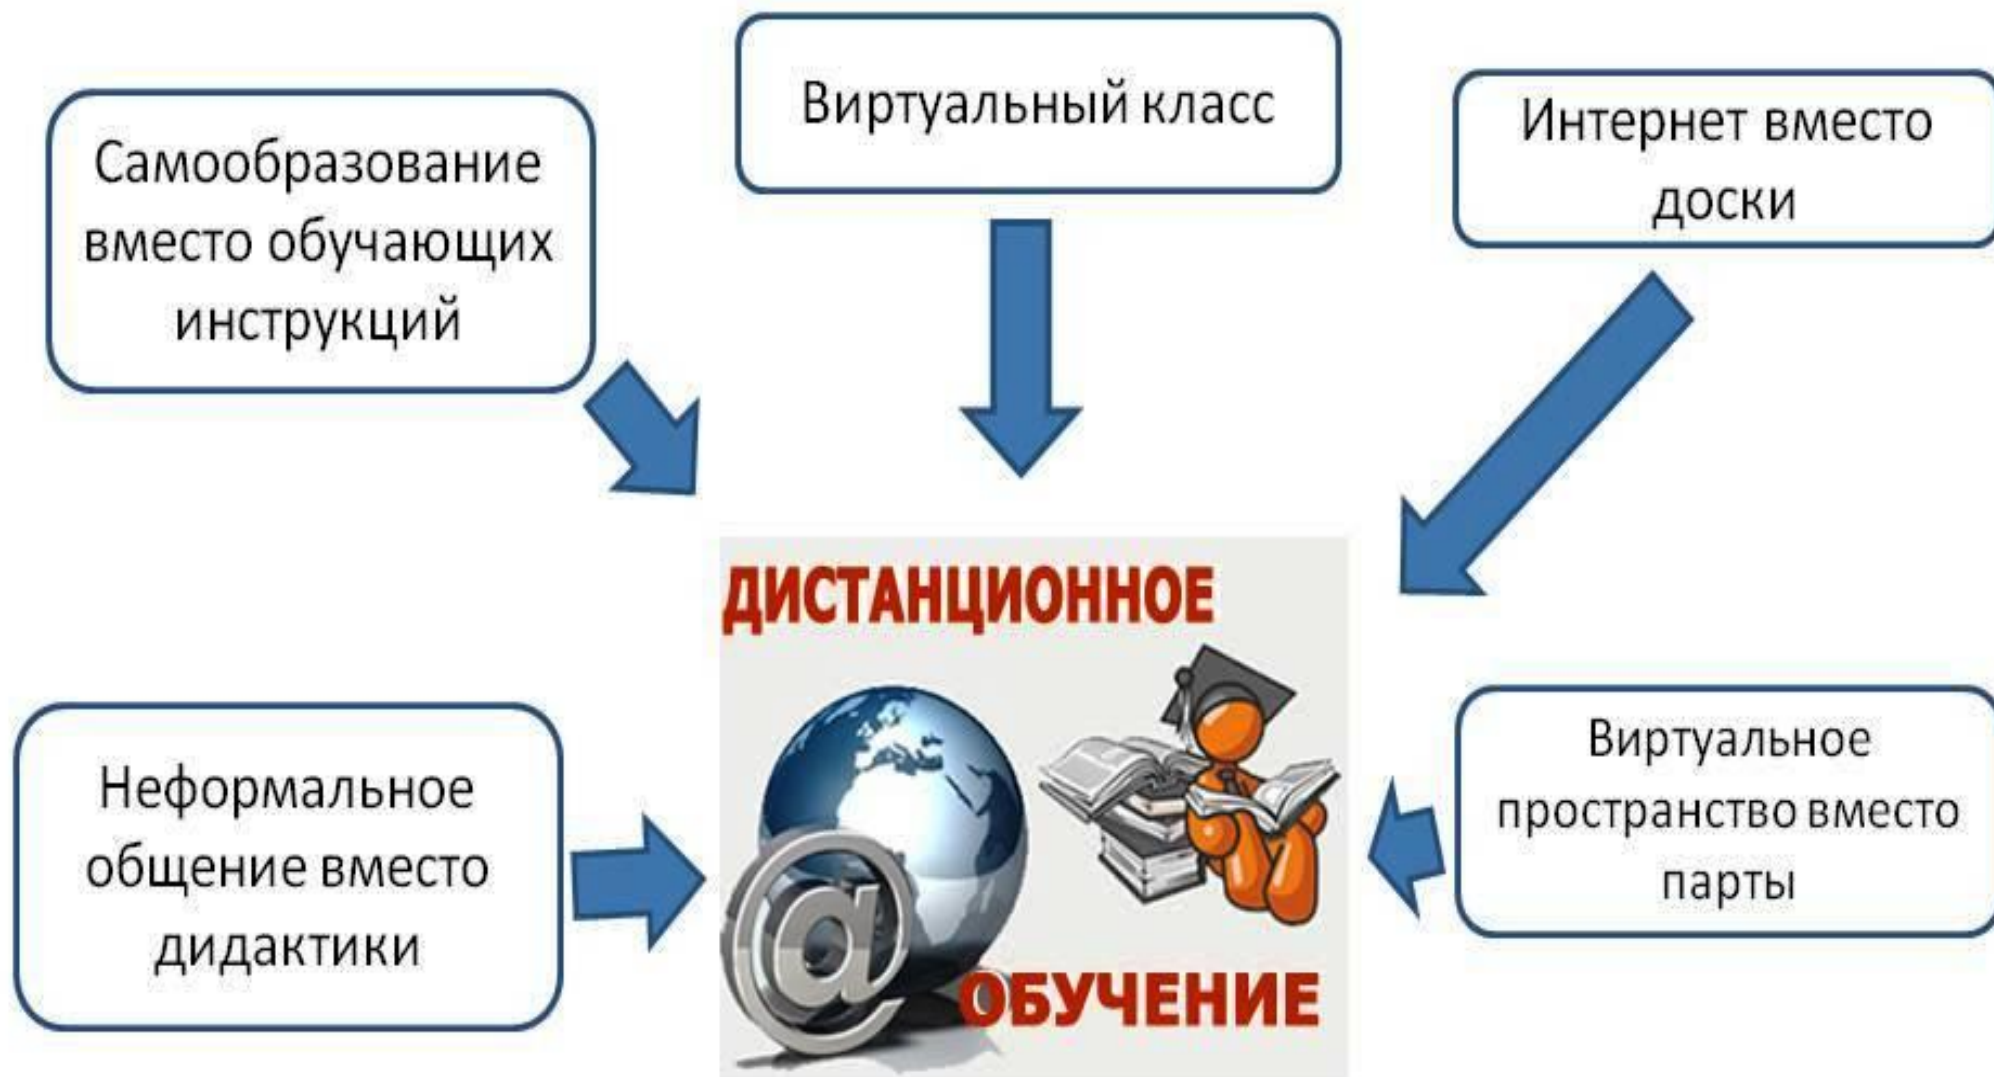 Виртуальный класс
Самообразование
вместо обучающих
инструкций
Интернет вместо
доски
ДИСТАНЦИОННОЕ
Неформальное
общение вместо
дидактики
Виртуальное
пространство вместо
парты
@
ОБУЧЕНИЕ